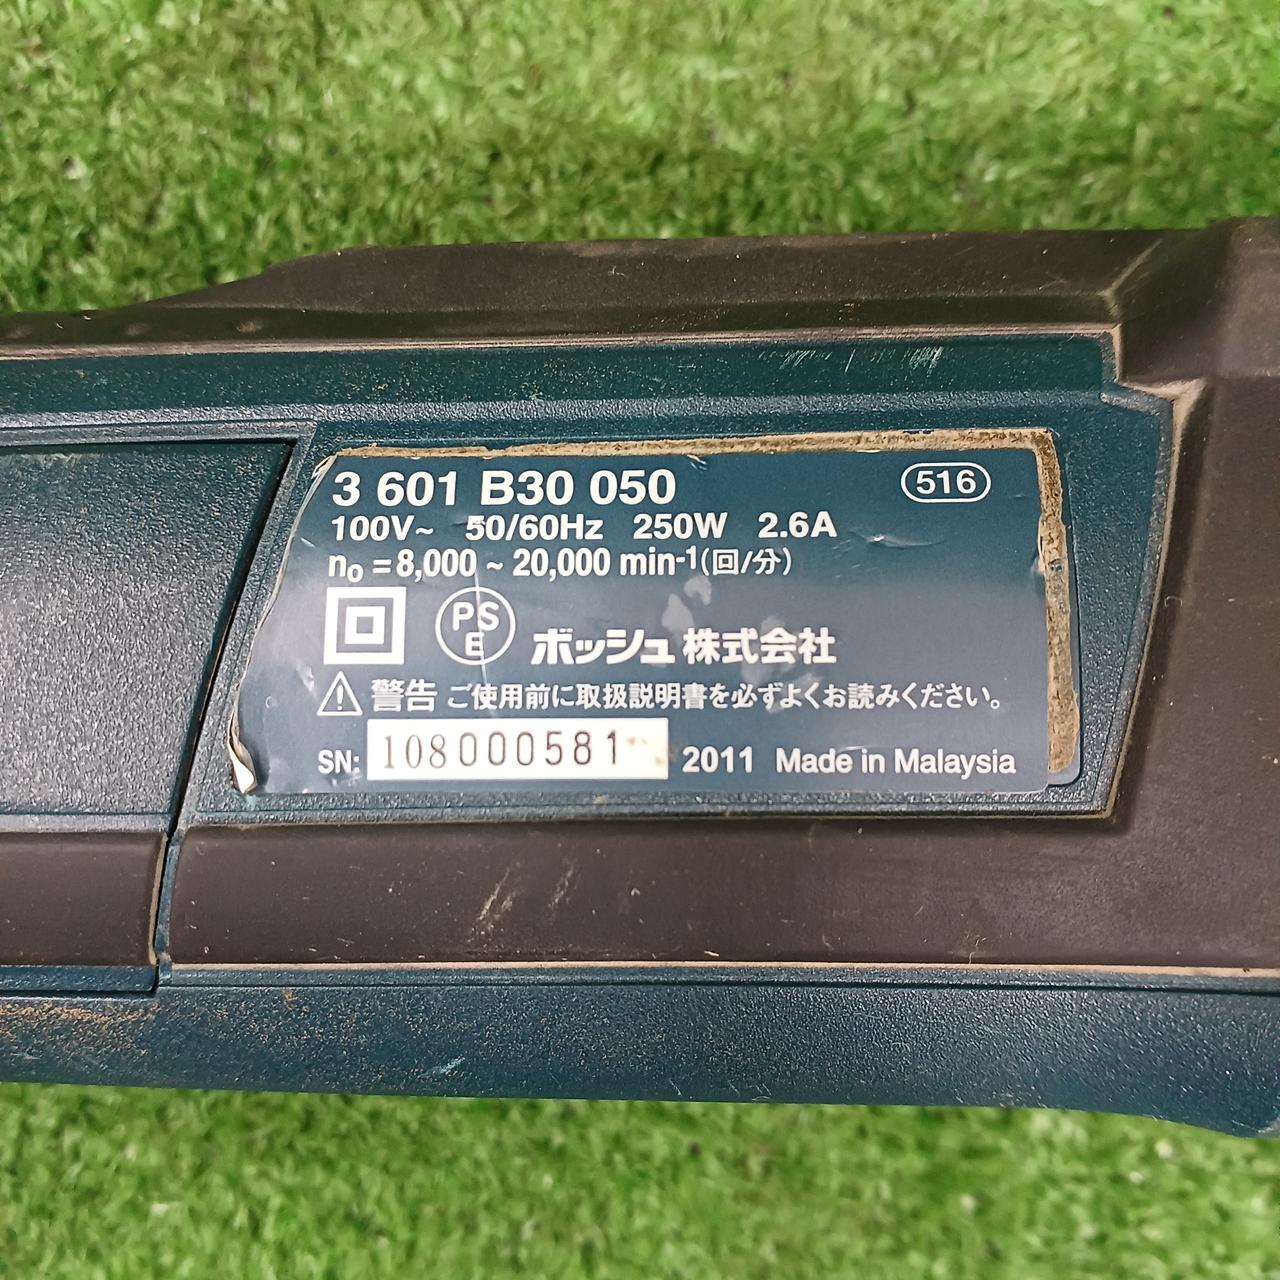 3 601 B30 050 516
100V~ 50/60Hz 250W 2.6A
n₀ = 8,000 ~ 20,000 min⁻¹(回/分)
PSE ボッシュ株式会社
警告 ご使用前に取扱説明書を必ずよくお読みください。
SN: 108000581 2011 Made in Malaysia